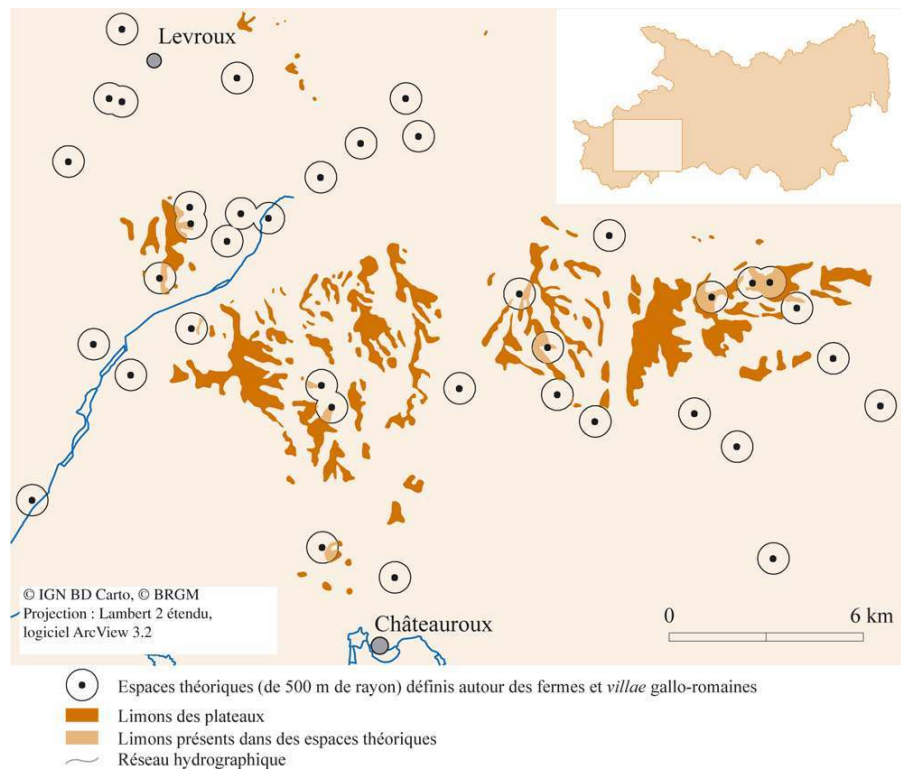 Levroux
© IGN BD Carto, © BRGM
Projection : Lambert 2 étendu,
logiciel ArcView 3.2
Châteauroux
0 6 km
Espaces théoriques (de 500 m de rayon) définis autour des fermes et villae gallo-romaines
Limons des plateaux
Limons présents dans des espaces théoriques
Réseau hydrographique